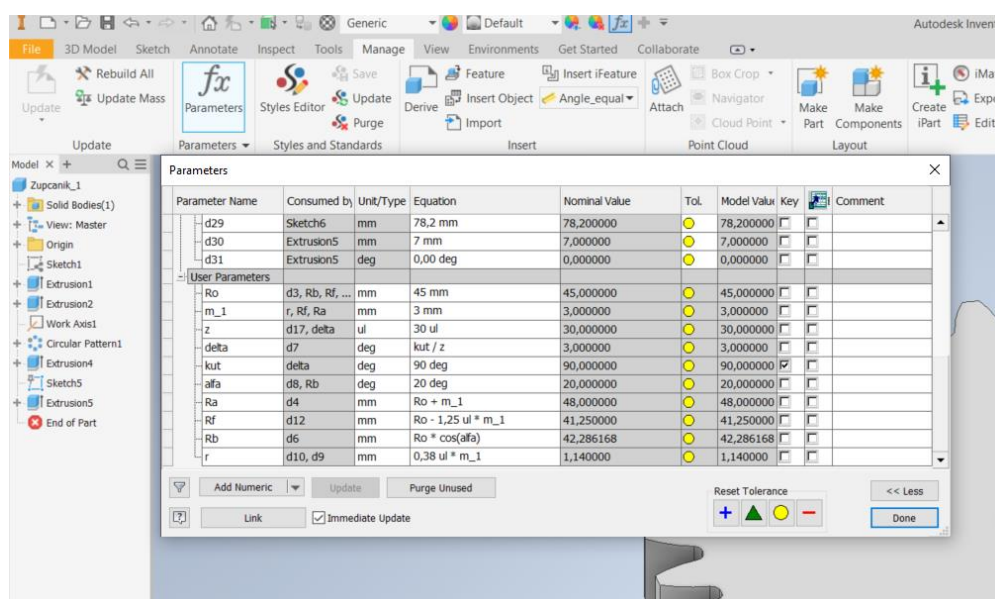 Generic Default fx Autodesk Inven
File 3D Model Sketch Annotate Inspect Tools Manage View Environments Get Started Collaborate
Update
Rebuild All
Update Mass
Update
fx
Parameters
Parameters
Styles Editor
Save
Update
Purge
Styles and Standards
Derive
Feature
Insert Object
Import
Insert iFeature
Angle_equal
Insert
Attach
Box Crop
Navigator
Cloud Point
Point Cloud
Make Part
Make Components
Layout
Create iPart
iMa
Expo
Edit
Model
Zupcanik_1
Solid Bodies(1)
View: Master
Origin
Sketch1
Extrusion1
Extrusion2
Work Axis1
Circular Pattern1
Extrusion4
Sketch5
Extrusion5
End of Part
Parameters
Parameter Name Consumed by Unit/Type Equation Nominal Value Tol. Model Value Key Comment
d29 Sketch6 mm 78,2 mm 78,200000 78,200000
d30 Extrusion5 mm 7 mm 7,000000 7,000000
d31 Extrusion5 deg 0,00 deg 0,000000 0,000000
User Parameters
Ro d3, Rb, Rf, ... mm 45 mm 45,000000 45,000000
m_1 r, Rf, Ra mm 3 mm 3,000000 3,000000
z d17, delta ul 30 ul 30,000000 30,000000
delta d7 deg kut / z 3,000000 3,000000
kut delta deg 90 deg 90,000000 90,000000
alfa d8, Rb deg 20 deg 20,000000 20,000000
Ra d4 mm Ro + m_1 48,000000 48,000000
Rf d12 mm Ro - 1,25 ul * m_1 41,250000 41,250000
Rb d6 mm Ro * cos(alfa) 42,286168 42,286168
r d10, d9 mm 0,38 ul * m_1 1,140000 1,140000
Add Numeric Update Purge Unused Reset Tolerance << Less
Link Immediate Update Done